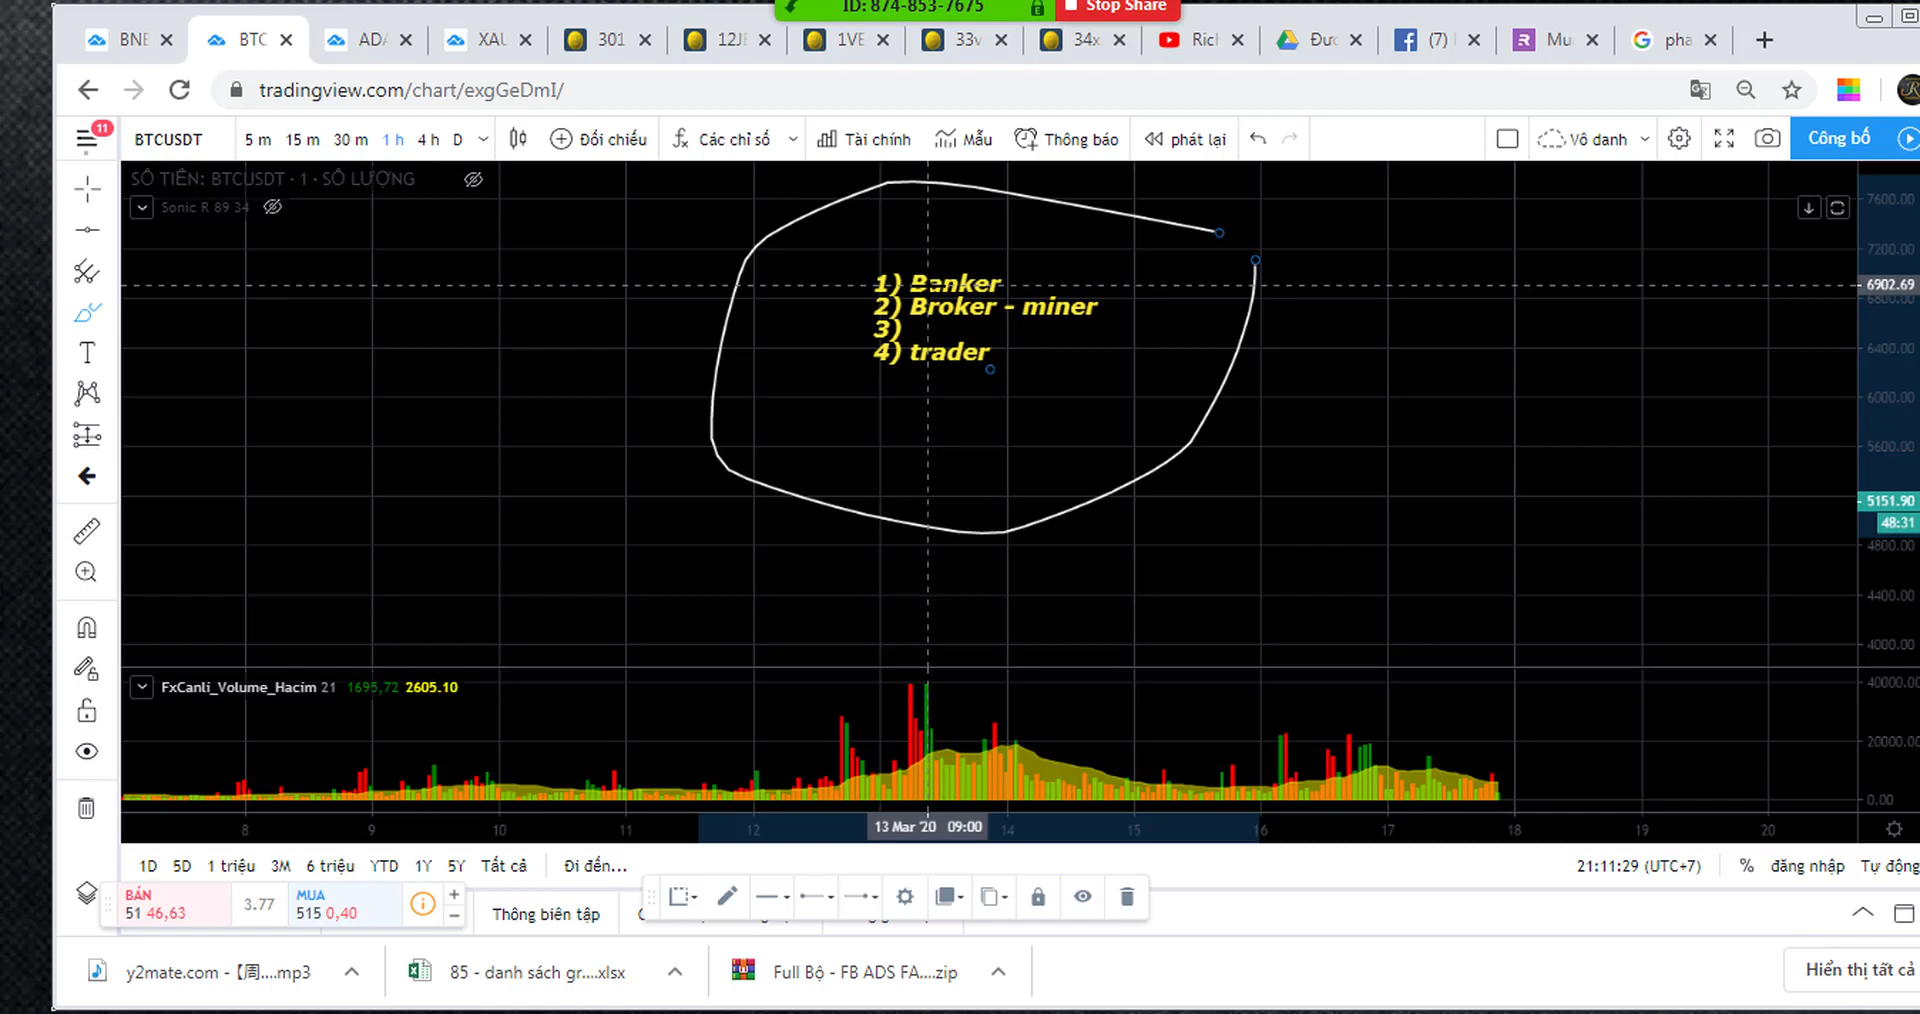 ID: 874-853-7675
Stop Share
BNB
BTC
ADA
XAU
301
12JE
1VE
33v
34x
Rich
Đươ
(7)
Mu
pha
tradingview.com/chart/exgGeDmI/
11
BTCUSDT
5 m 15 m 30 m 1 h 4 h D
Đối chiếu
Các chỉ số
Tài chính
Mẫu
Thông báo
phát lại
Vô danh
Công bố
SỐ TIỀN: BTCUSDT · 1 · SỐ LƯỢNG
Sonic R 89 34
1) Banker
2) Broker - miner
3)
4) trader
7600.00
7200.00
6902.69
6800.00
6400.00
6000.00
5600.00
5151.90
48:31
4800.00
4400.00
4000.00
FxCanli_Volume_Hacim 21 1695,72 2605.10
40000.00
20000.00
0.00
8 9 10 11 12 13 Mar '20 09:00 14 15 16 17 18 19 20
1D 5D 1 triệu 3M 6 triệu YTD 1Y 5Y Tất cả Đi đến...
21:11:29 (UTC+7) % đăng nhập Tự động
BÁN
51 46,63
3.77
MUA
515 0,40
Thông biên tập
y2mate.com -【周....mp3
85 - danh sách gr....xlsx
Full Bộ - FB ADS FA....zip
Hiển thị tất cả